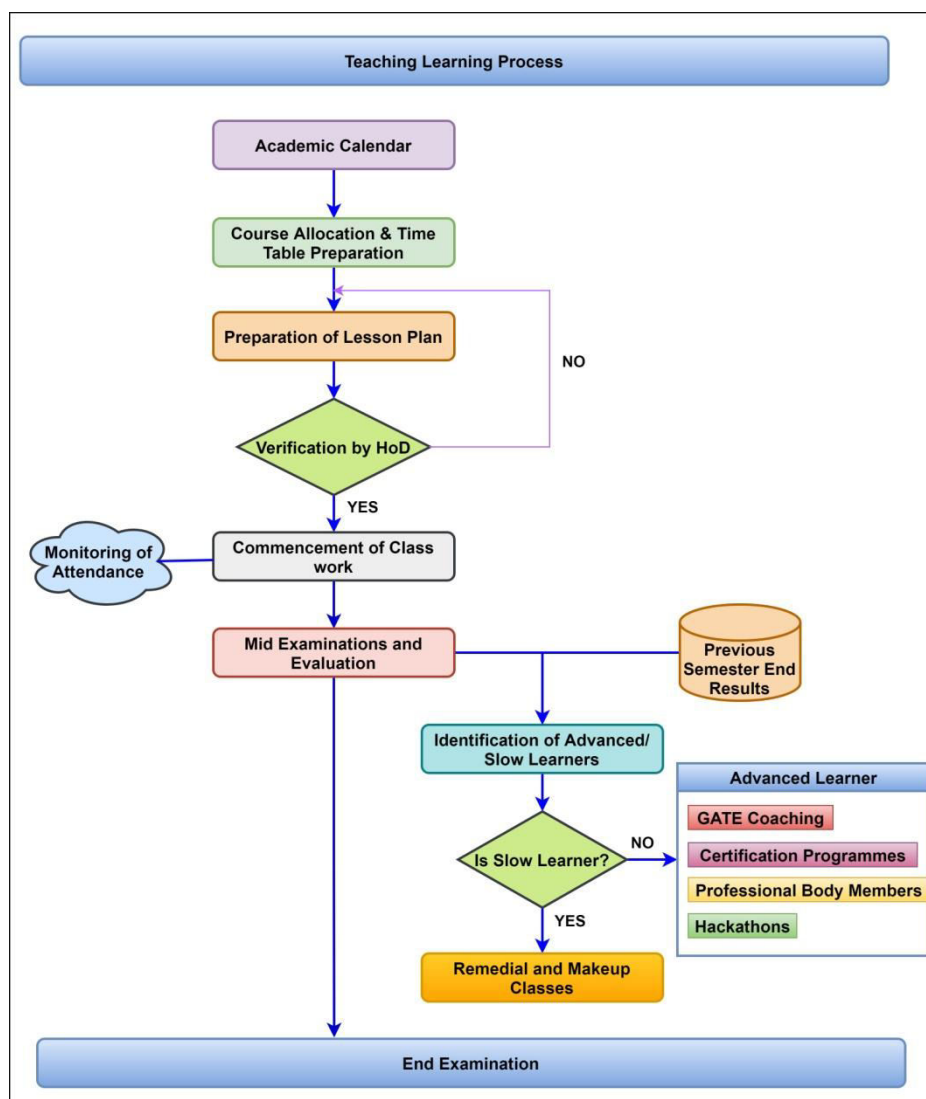 Teaching Learning Process
Academic Calendar
Course Allocation & Time
Table Preparation
Preparation of Lesson Plan
NO
Verification by HoD
YES
Monitoring of
Attendance
Commencement of Class
work
Mid Examinations and
Evaluation
Previous
Semester End
Results
Identification of Advanced/
Slow Learners
Is Slow Learner?
NO
Advanced Learner
GATE Coaching
Certification Programmes
Professional Body Members
Hackathons
YES
Remedial and Makeup
Classes
End Examination